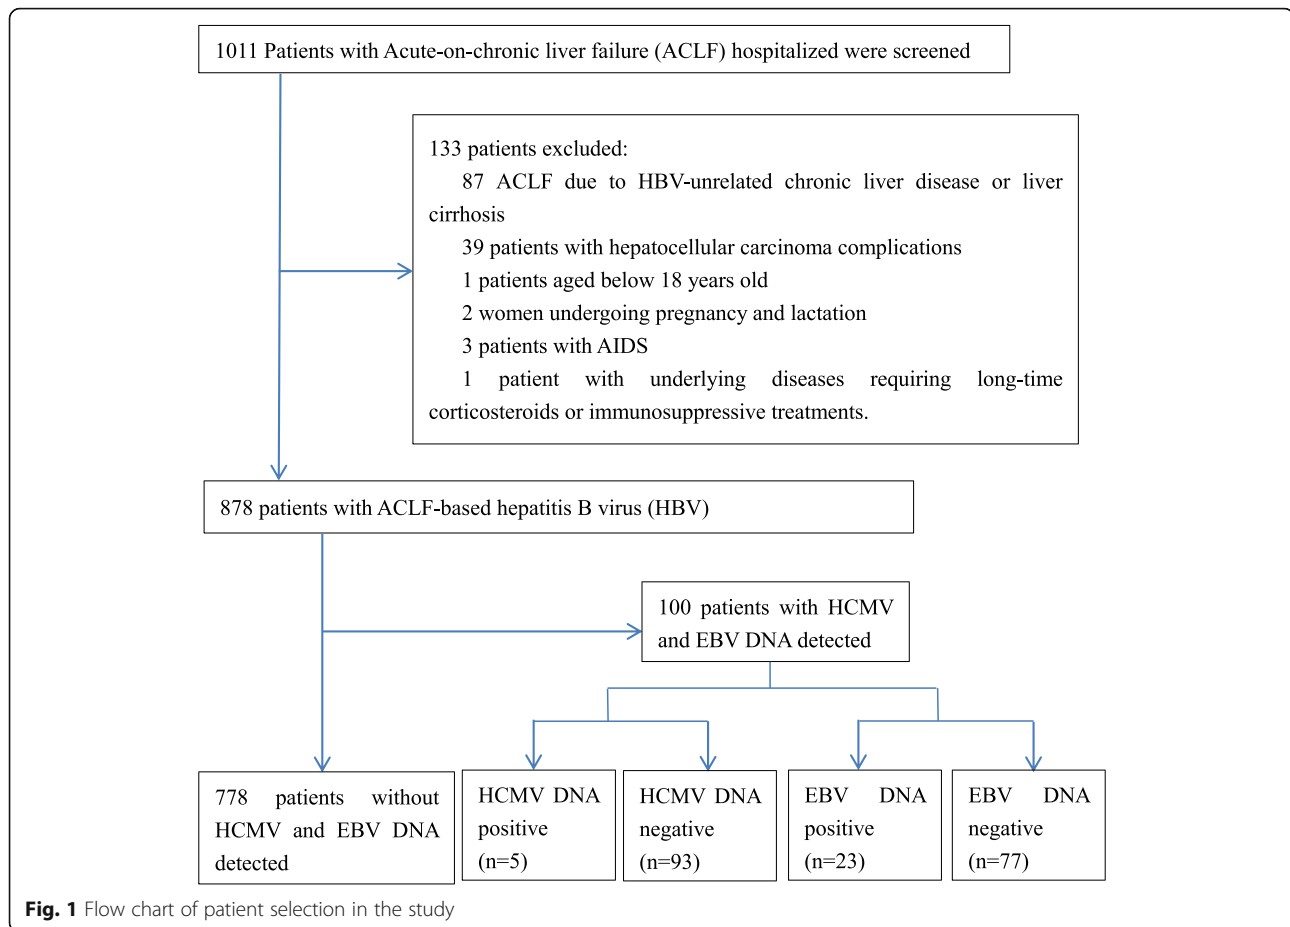 1011 Patients with Acute-on-chronic liver failure (ACLF) hospitalized were screened
133 patients excluded:
87 ACLF due to HBV-unrelated chronic liver disease or liver
cirrhosis
39 patients with hepatocellular carcinoma complications
1 patients aged below 18 years old
2 women undergoing pregnancy and lactation
3 patients with AIDS
1 patient with underlying diseases requiring long-time
corticosteroids or immunosuppressive treatments.
878 patients with ACLF-based hepatitis B virus (HBV)
100 patients with HCMV
and EBV DNA detected
778 patients without
HCMV and EBV DNA
detected
HCMV DNA
positive
(n=5)
HCMV DNA
negative
(n=93)
EBV DNA
positive
(n=23)
EBV DNA
negative
(n=77)
Fig. 1 Flow chart of patient selection in the study